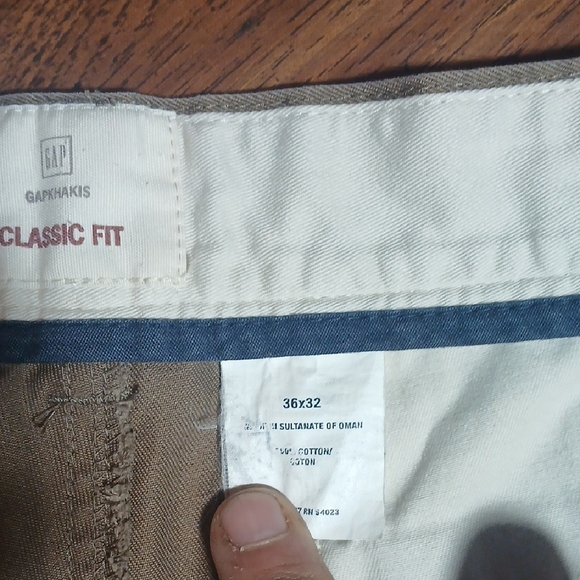 GAP
GAPKHAKIS
CLASSIC FIT
36x32
SULTANATE OF OMAN
COTTON/
COTON
RN 54023